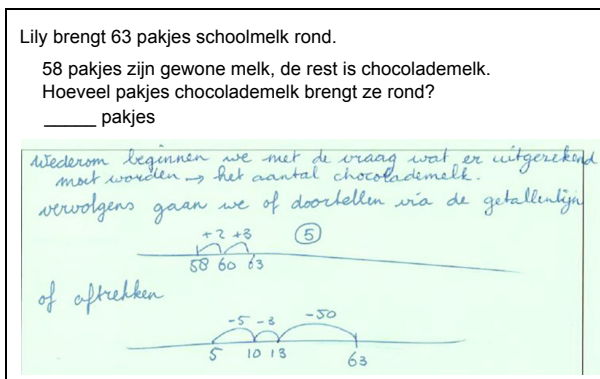 Lily brengt 63 pakjes schoolmelk rond.
58 pakjes zijn gewone melk, de rest is chocolademelk.
Hoeveel pakjes chocolademelk brengt ze rond?
_____ pakjes
Wederom beginnen we met de vraag wat er uitgerekend
moet worden → het aantal chocolademelk.
vervolgens gaan we of doortellen via de getallenlijn
+2 +3 5
58 60 63
of aftrekken
-5 -3 -50
5 10 13 63